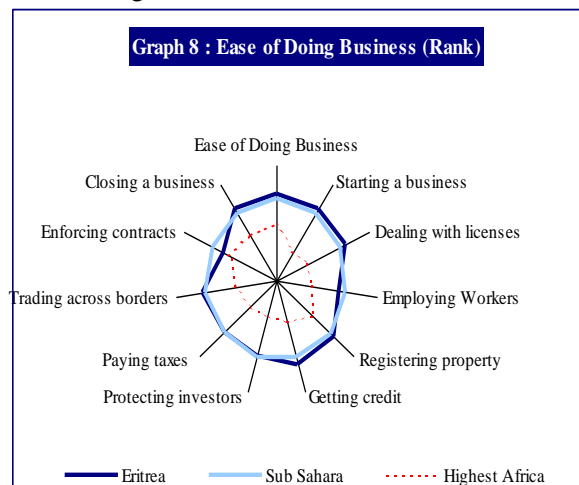 Graph 8 : Ease of Doing Business (Rank)
Ease of Doing Business
Closing a business
Starting a business
Enforcing contracts
Dealing with licenses
Trading across borders
Employing Workers
Paying taxes
Registering property
Protecting investors
Getting credit
Eritrea
Sub Sahara
Highest Africa